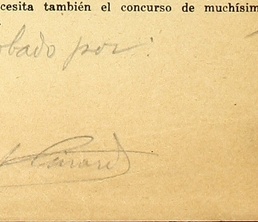 cesita también el concurso de muchísim
obado por: